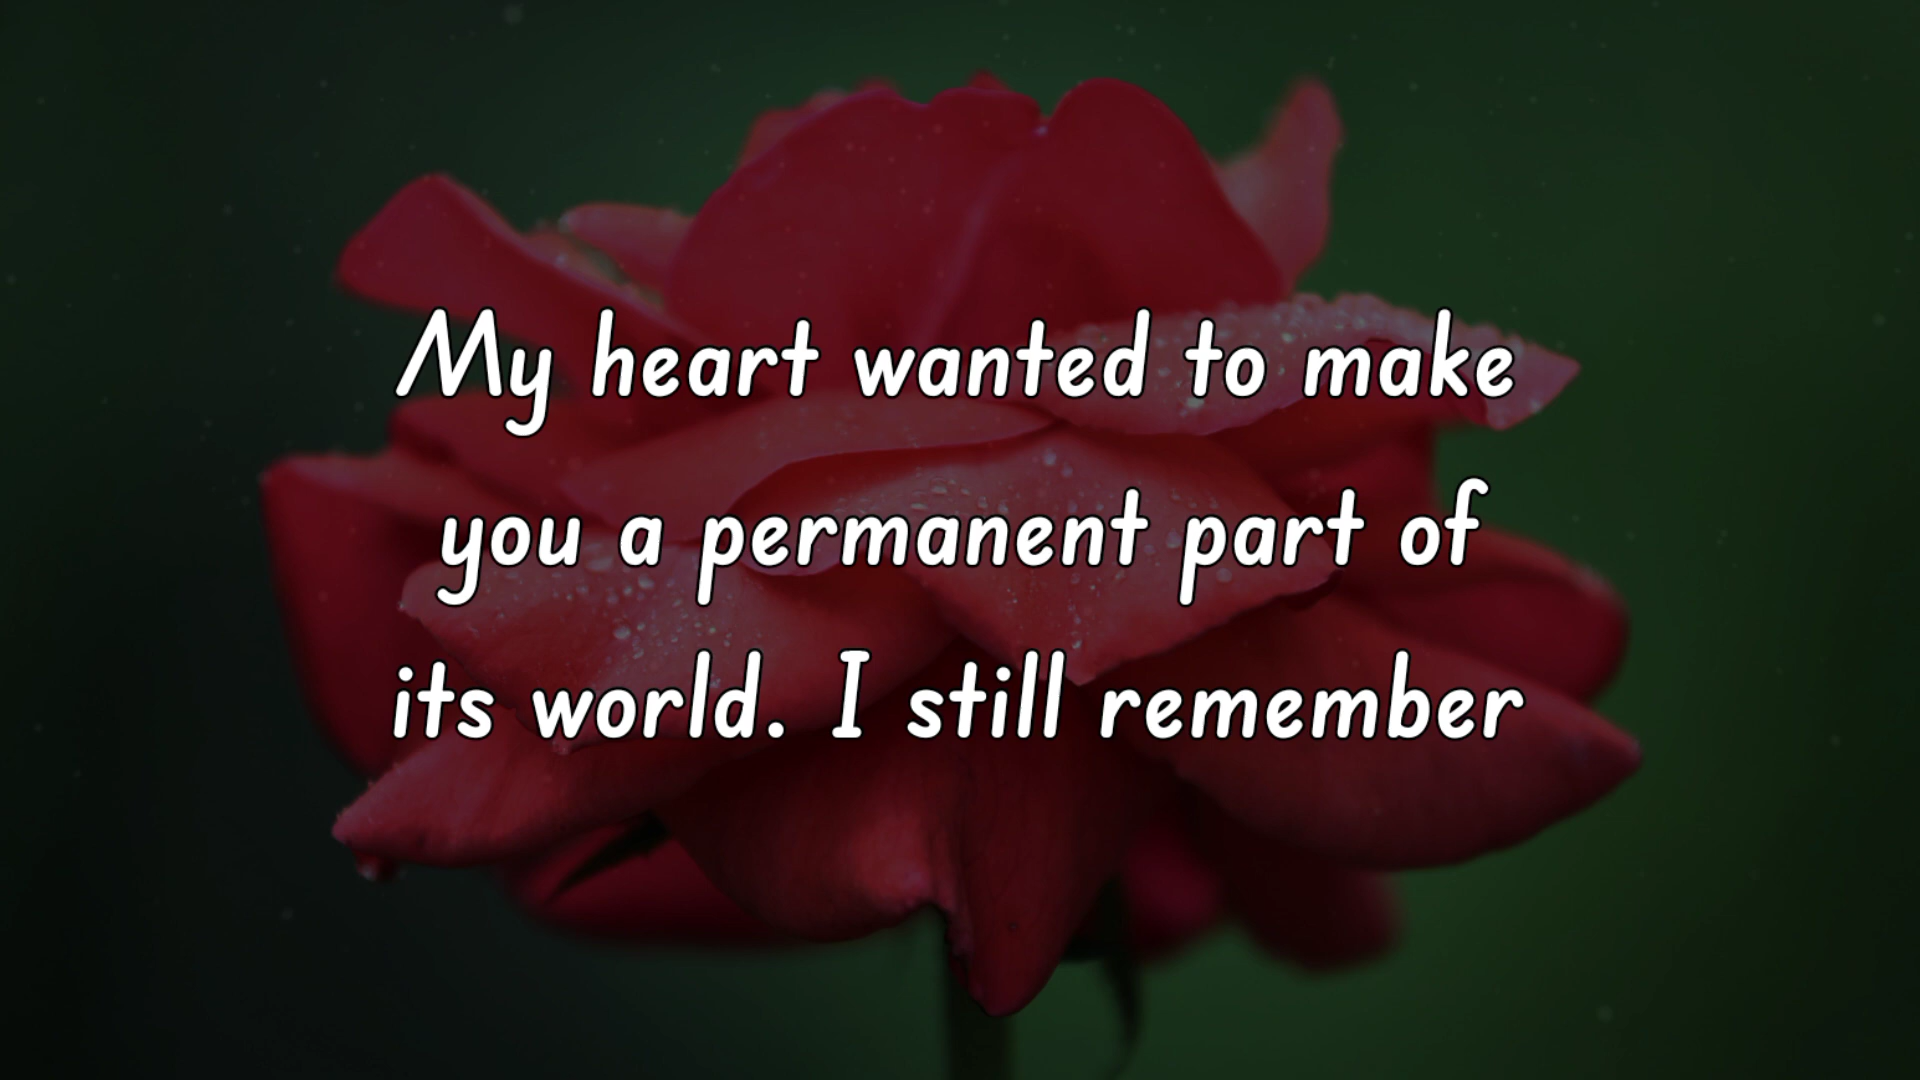 My heart wanted to make
you a permanent part of
its world. I still remember